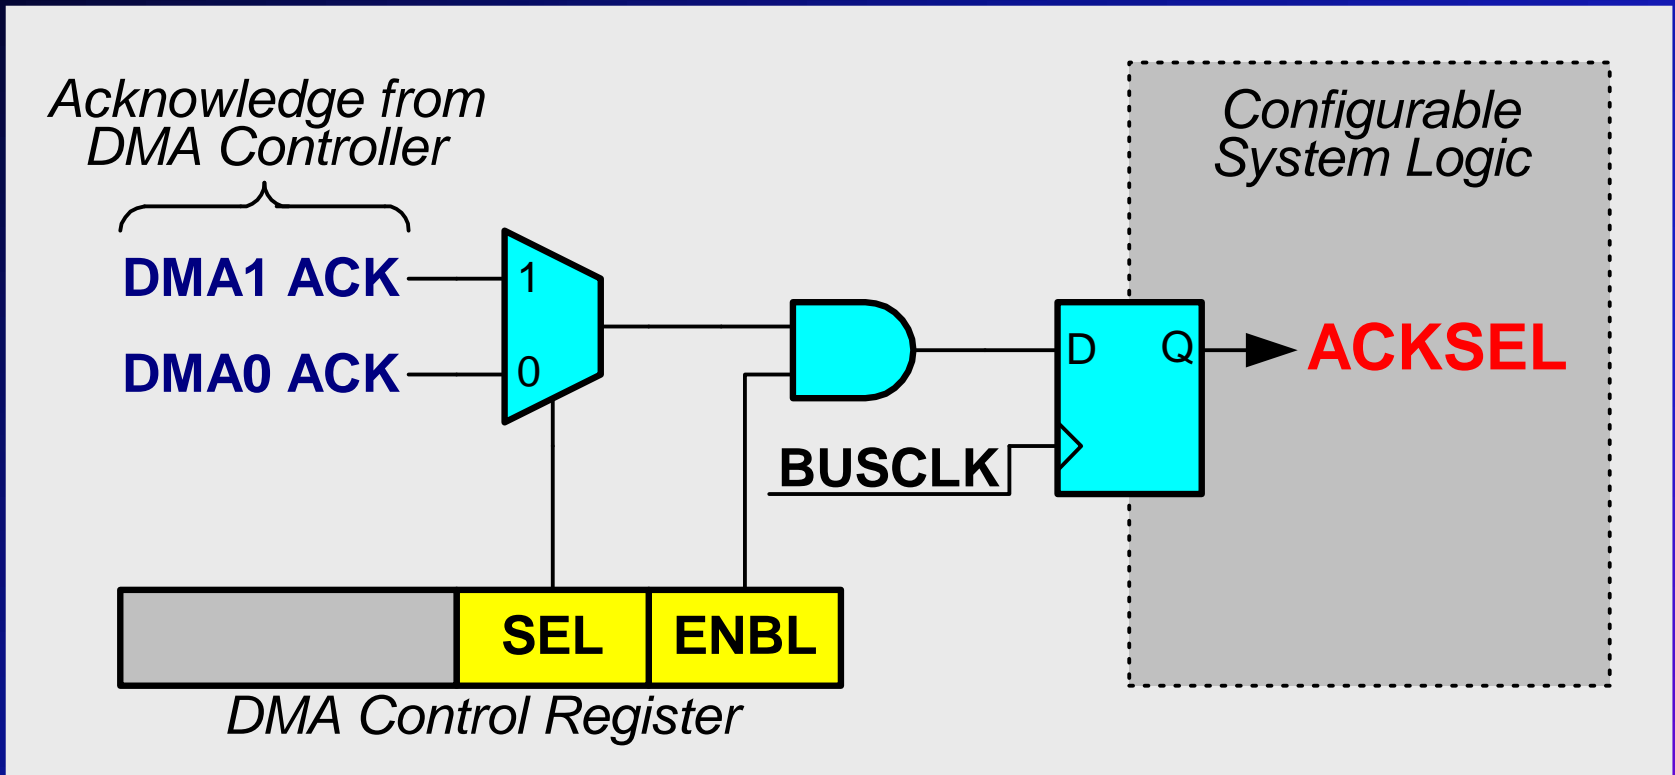 Acknowledge from
DMA Controller
Configurable
System Logic
DMA1 ACK
1
DMA0 ACK
0
D
Q
ACKSEL
BUSCLK
SEL
ENBL
DMA Control Register